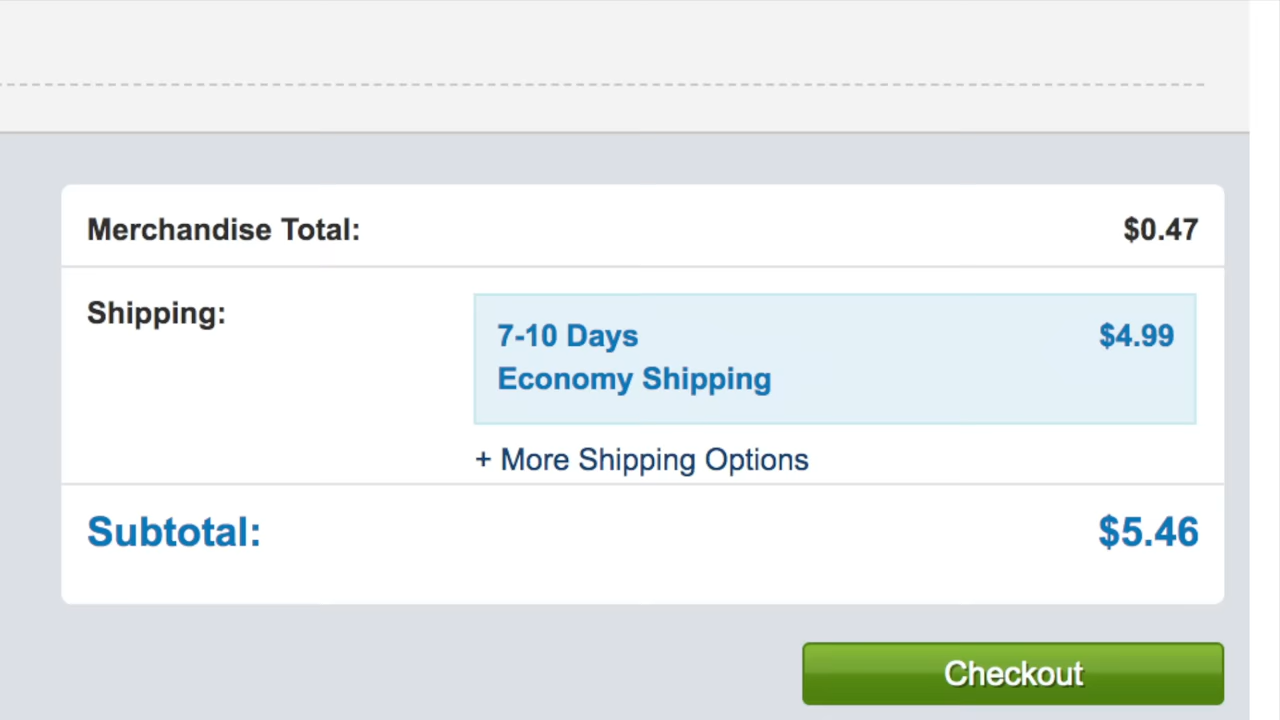 Merchandise Total: $0.47
Shipping: 7-10 Days $4.99
Economy Shipping
+ More Shipping Options
Subtotal: $5.46
Checkout